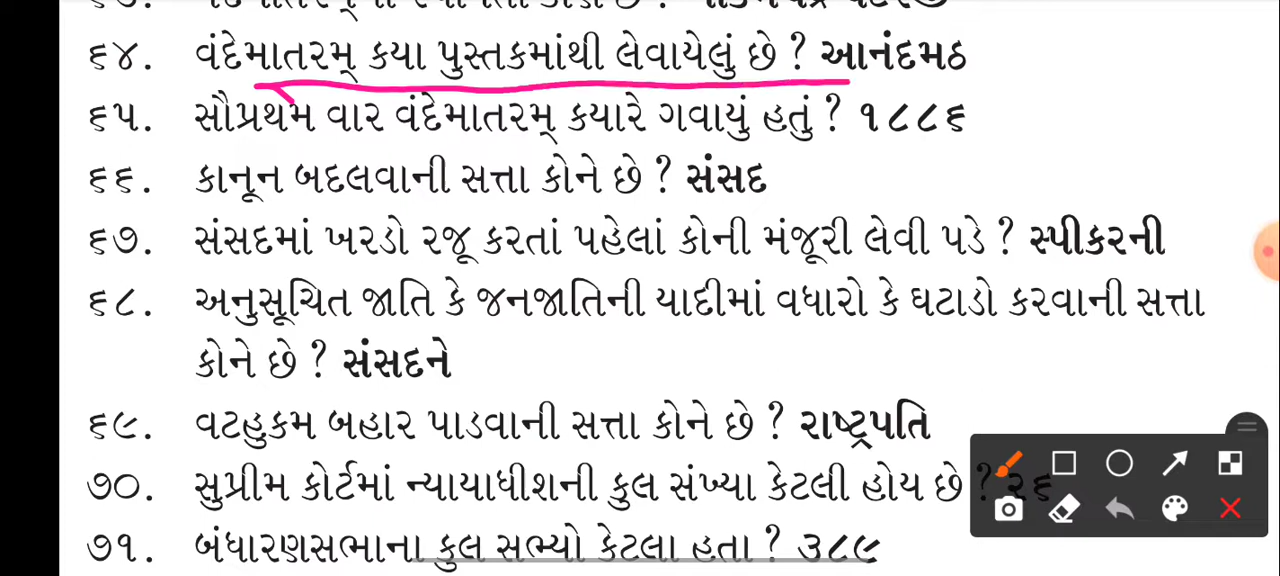 ૬૪. વંદેમાતરમ્ કયા પુસ્તકમાંથી લેવાયેલું છે ? આનંદમઠ
૬૫. સૌપ્રથમ વાર વંદેમાતરમ્ કયારે ગવાયું હતું ? ૧૮૮૬
૬૬. કાનૂન બદલવાની સત્તા કોને છે ? સંસદ
૬૭. સંસદમાં ખરડો રજૂ કરતાં પહેલાં કોની મંજૂરી લેવી પડે ? સ્પીકરની
૬૮. અનુસૂચિત જાતિ કે જનજાતિની યાદીમાં વધારો કે ઘટાડો કરવાની સત્તા
કોને છે ? સંસદને
૬૯. વટહુકમ બહાર પાડવાની સત્તા કોને છે ? રાષ્ટ્રપતિ
૭૦. સુપ્રીમ કોર્ટમાં ન્યાયાધીશની કુલ સંખ્યા કેટલી હોય છે ? ૨૬
૭૧. બંધારણસભાના કુલ સભ્યો કેટલા હતા ? ૩૮૯